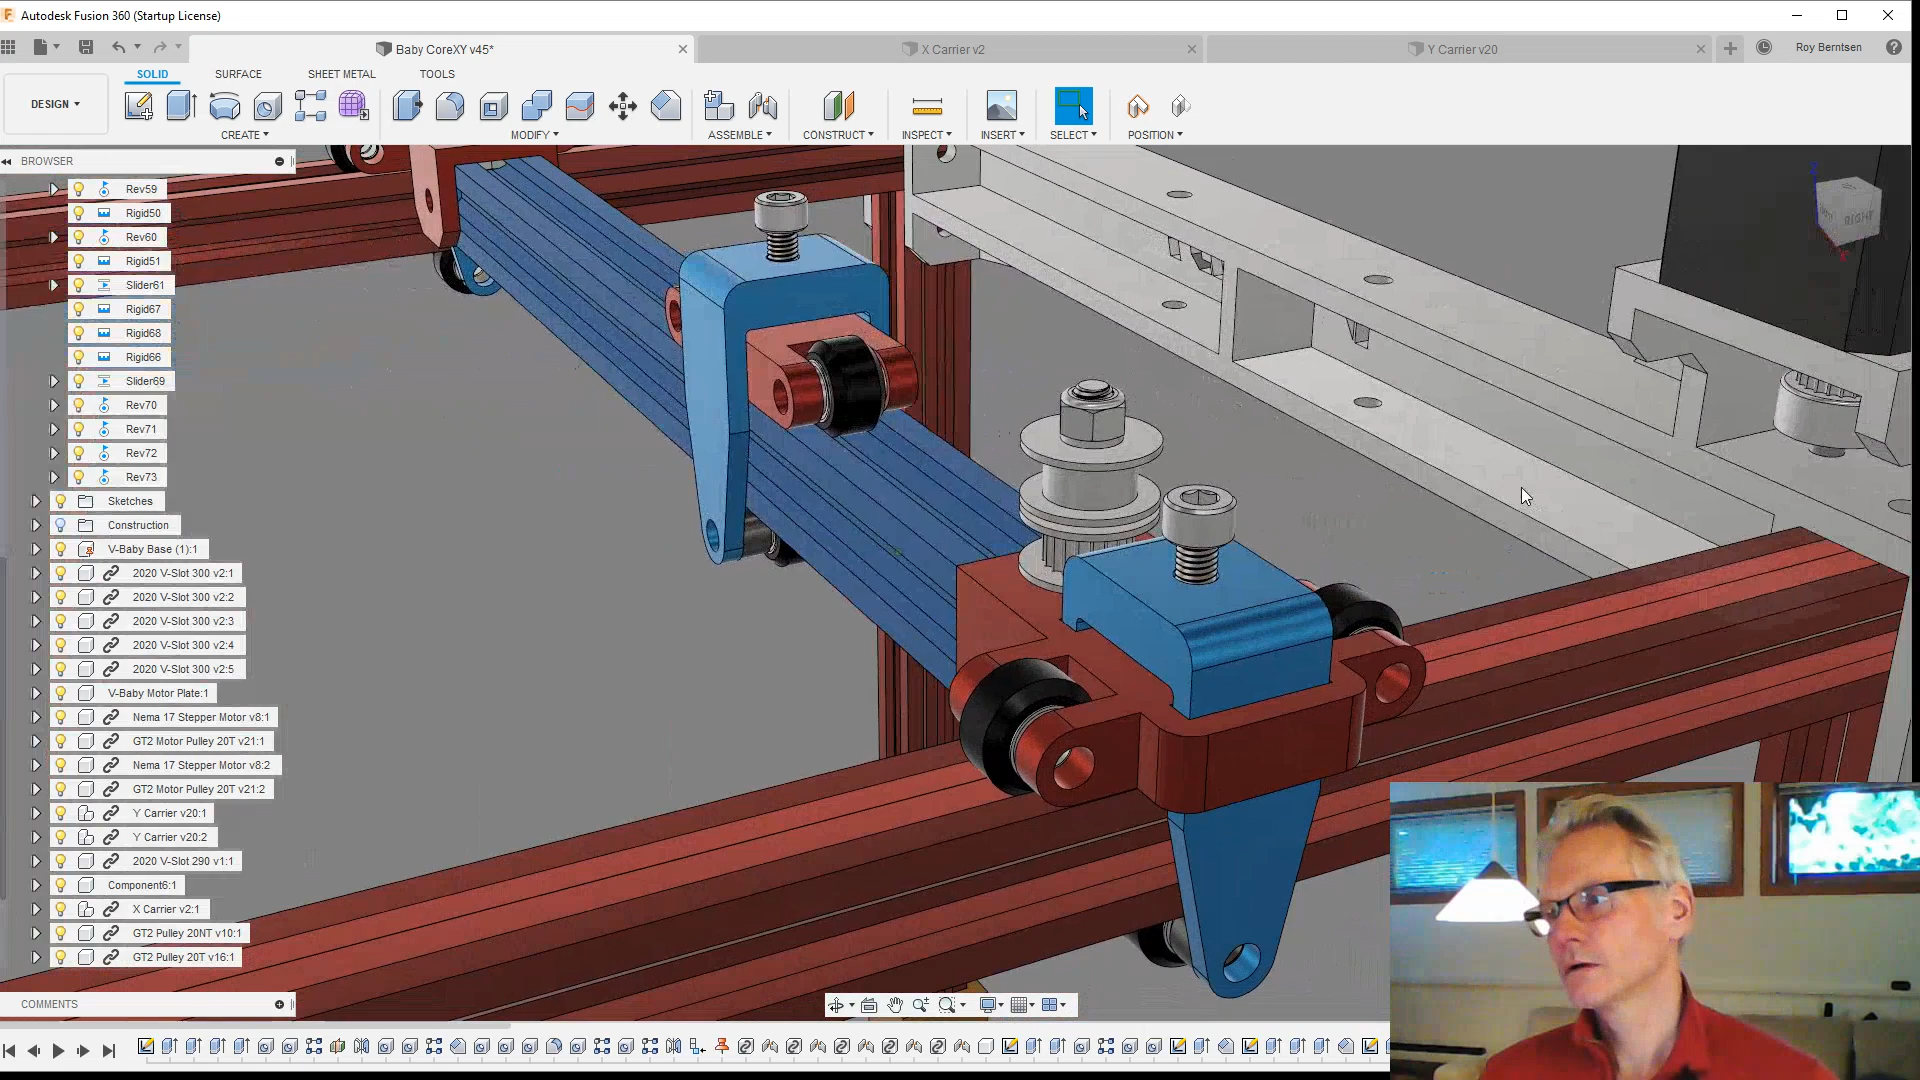 Autodesk Fusion 360 (Startup License)
Baby CoreXY v45*
X Carrier v2
Y Carrier v20
Roy Berntsen
SOLID
SURFACE
SHEET METAL
TOOLS
DESIGN
CREATE
MODIFY
ASSEMBLE
CONSTRUCT
INSPECT
INSERT
SELECT
POSITION
BROWSER
Rev59
Rigid50
Rev60
Rigid51
Slider61
Rigid67
Rigid68
Rigid66
Slider69
Rev70
Rev71
Rev72
Rev73
Sketches
Construction
V-Baby Base (1):1
2020 V-Slot 300 v2:1
2020 V-Slot 300 v2:2
2020 V-Slot 300 v2:3
2020 V-Slot 300 v2:4
2020 V-Slot 300 v2:5
V-Baby Motor Plate:1
Nema 17 Stepper Motor v8:1
GT2 Motor Pulley 20T v21:1
Nema 17 Stepper Motor v8:2
GT2 Motor Pulley 20T v21:2
Y Carrier v20:1
Y Carrier v20:2
2020 V-Slot 290 v1:1
Component6:1
X Carrier v2:1
GT2 Pulley 20NT v10:1
GT2 Pulley 20T v16:1
COMMENTS
RIGHT